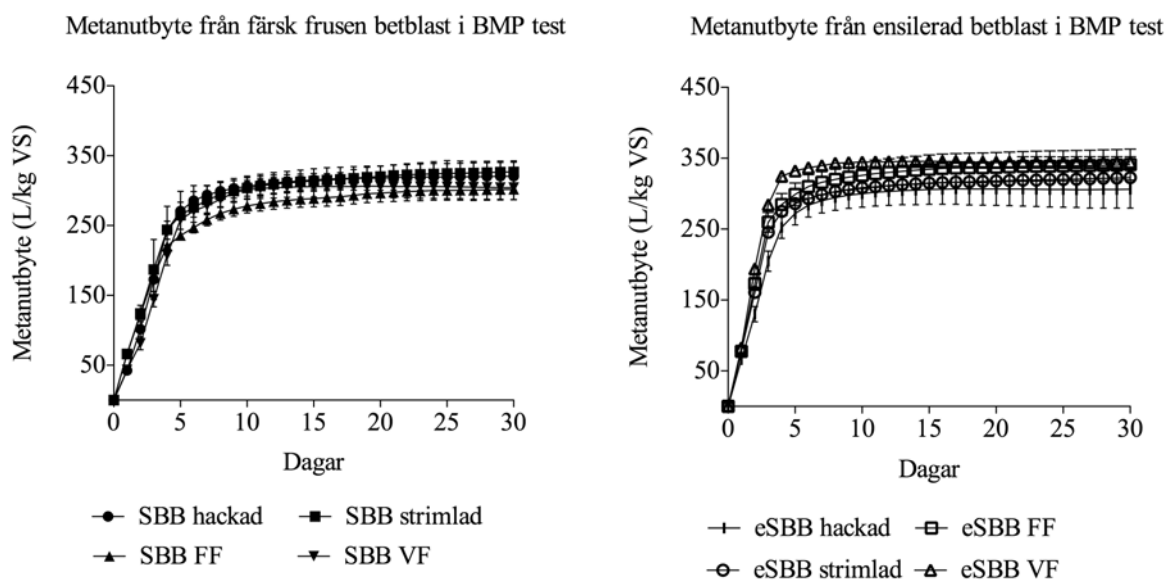 Metanutbyte från färsk frusen betblast i BMP test
Metanutbyte (L/kg VS)
450
350
250
150
50
0 5 10 15 20 25 30
Dagar
SBB hackad SBB strimlad
SBB FF SBB VF
Metanutbyte från ensilerad betblast i BMP test
Metanutbyte (L/kg VS)
450
350
250
150
50
0 5 10 15 20 25 30
Dagar
eSBB hackad eSBB FF
eSBB strimlad eSBB VF